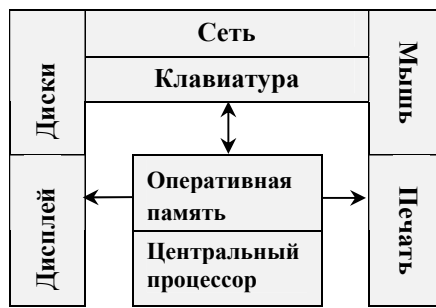 Сеть
Клавиатура
Диски
Мышь
Дисплей
Оперативная
память
Центральный
процессор
Печать